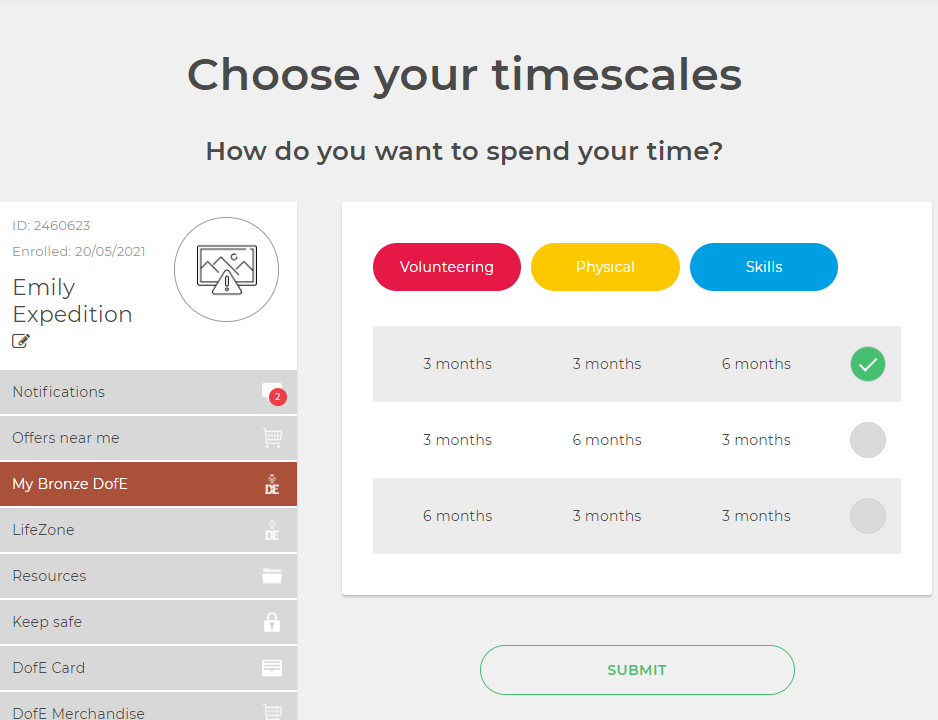 Choose your timescales
How do you want to spend your time?
ID: 2460623
Enrolled: 20/05/2021
Emily
Expedition
Notifications 2
Offers near me
My Bronze DofE DE
LifeZone DE
Resources
Keep safe
DofE Card
DofE Merchandise
Volunteering Physical Skills
3 months 3 months 6 months
3 months 6 months 3 months
6 months 3 months 3 months
SUBMIT